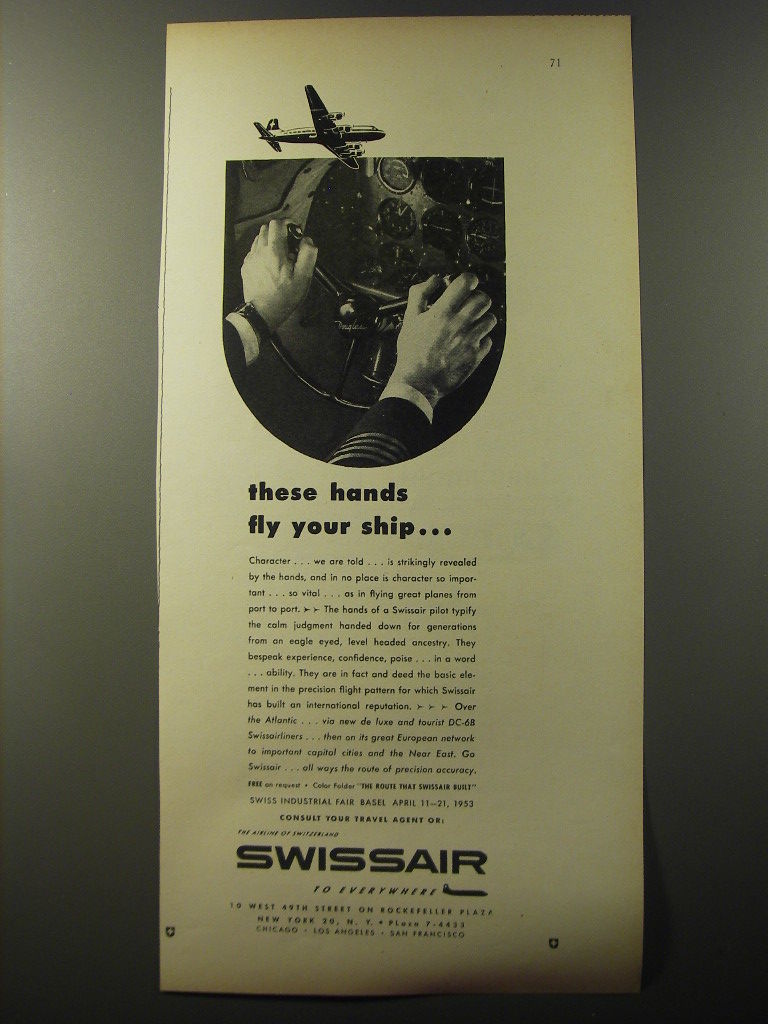 71
Douglas
these hands
fly your ship...
Character . . . we are told . . . is strikingly revealed
by the hands, and in no place is character so impor-
tant . . . so vital . . . as in flying great planes from
port to port. ➤ ➤ The hands of a Swissair pilot typify
the calm judgment handed down for generations
from an eagle eyed, level headed ancestry. They
bespeak experience, confidence, poise . . . in a word
. . . ability. They are in fact and deed the basic ele-
ment in the precision flight pattern for which Swissair
has built an international reputation. ➤ ➤ ➤ Over
the Atlantic . . . via new de luxe and tourist DC-6B
Swissairliners . . . then on its great European network
to important capital cities and the Near East. Go
Swissair . . . all ways the route of precision accuracy.
FREE on request • Color Folder "THE ROUTE THAT SWISSAIR BUILT"
SWISS INDUSTRIAL FAIR BASEL APRIL 11—21, 1953
CONSULT YOUR TRAVEL AGENT OR:
THE AIRLINE OF SWITZERLAND
SWISSAIR
TO EVERYWHERE
10 WEST 49TH STREET ON ROCKEFELLER PLAZA
NEW YORK 20, N. Y. • PLaza 7-4433
CHICAGO • LOS ANGELES • SAN FRANCISCO